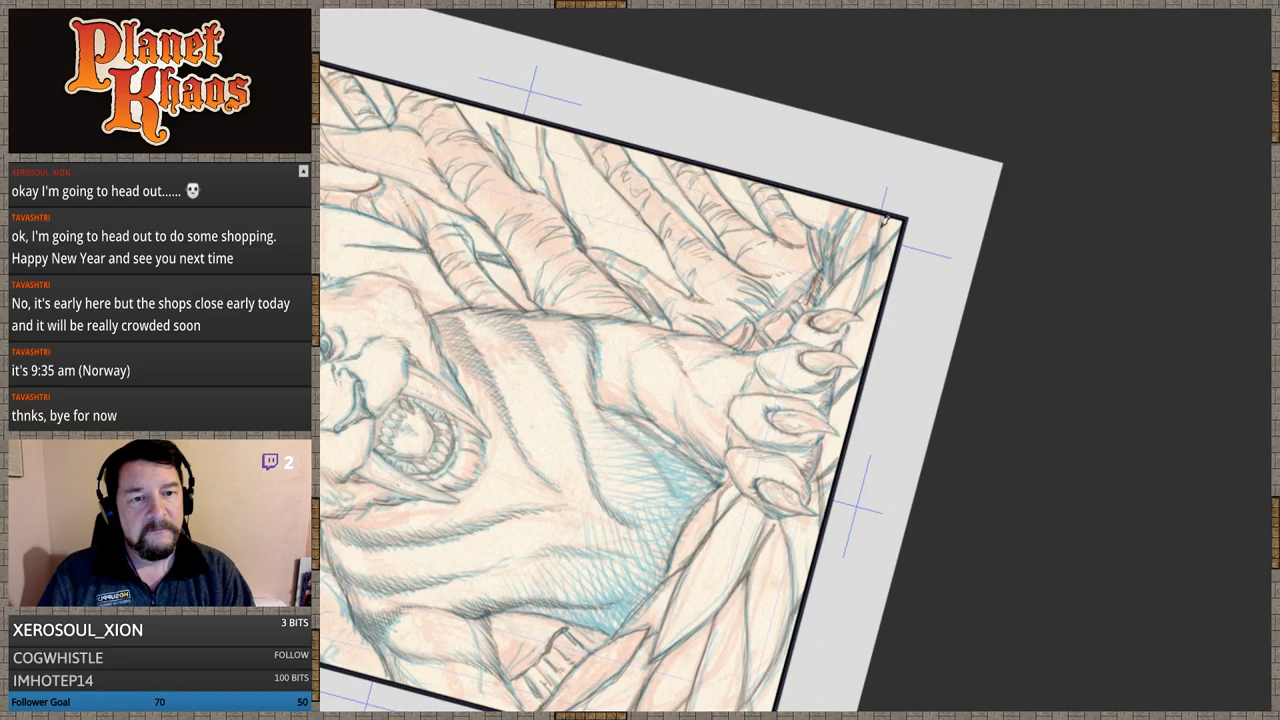 Planet
Khaos
XEROSOUL_XION
okay I'm going to head out......
TAVASHTRI
ok, I'm going to head out to do some shopping.
Happy New Year and see you next time
TAVASHTRI
No, it's early here but the shops close early today
and it will be really crowded soon
TAVASHTRI
it's 9:35 am (Norway)
TAVASHTRI
thnks, bye for now
2
XEROSOUL_XION 3 BITS
COGWHISTLE FOLLOW
IMHOTEP14 100 BITS
Follower Goal 70 50